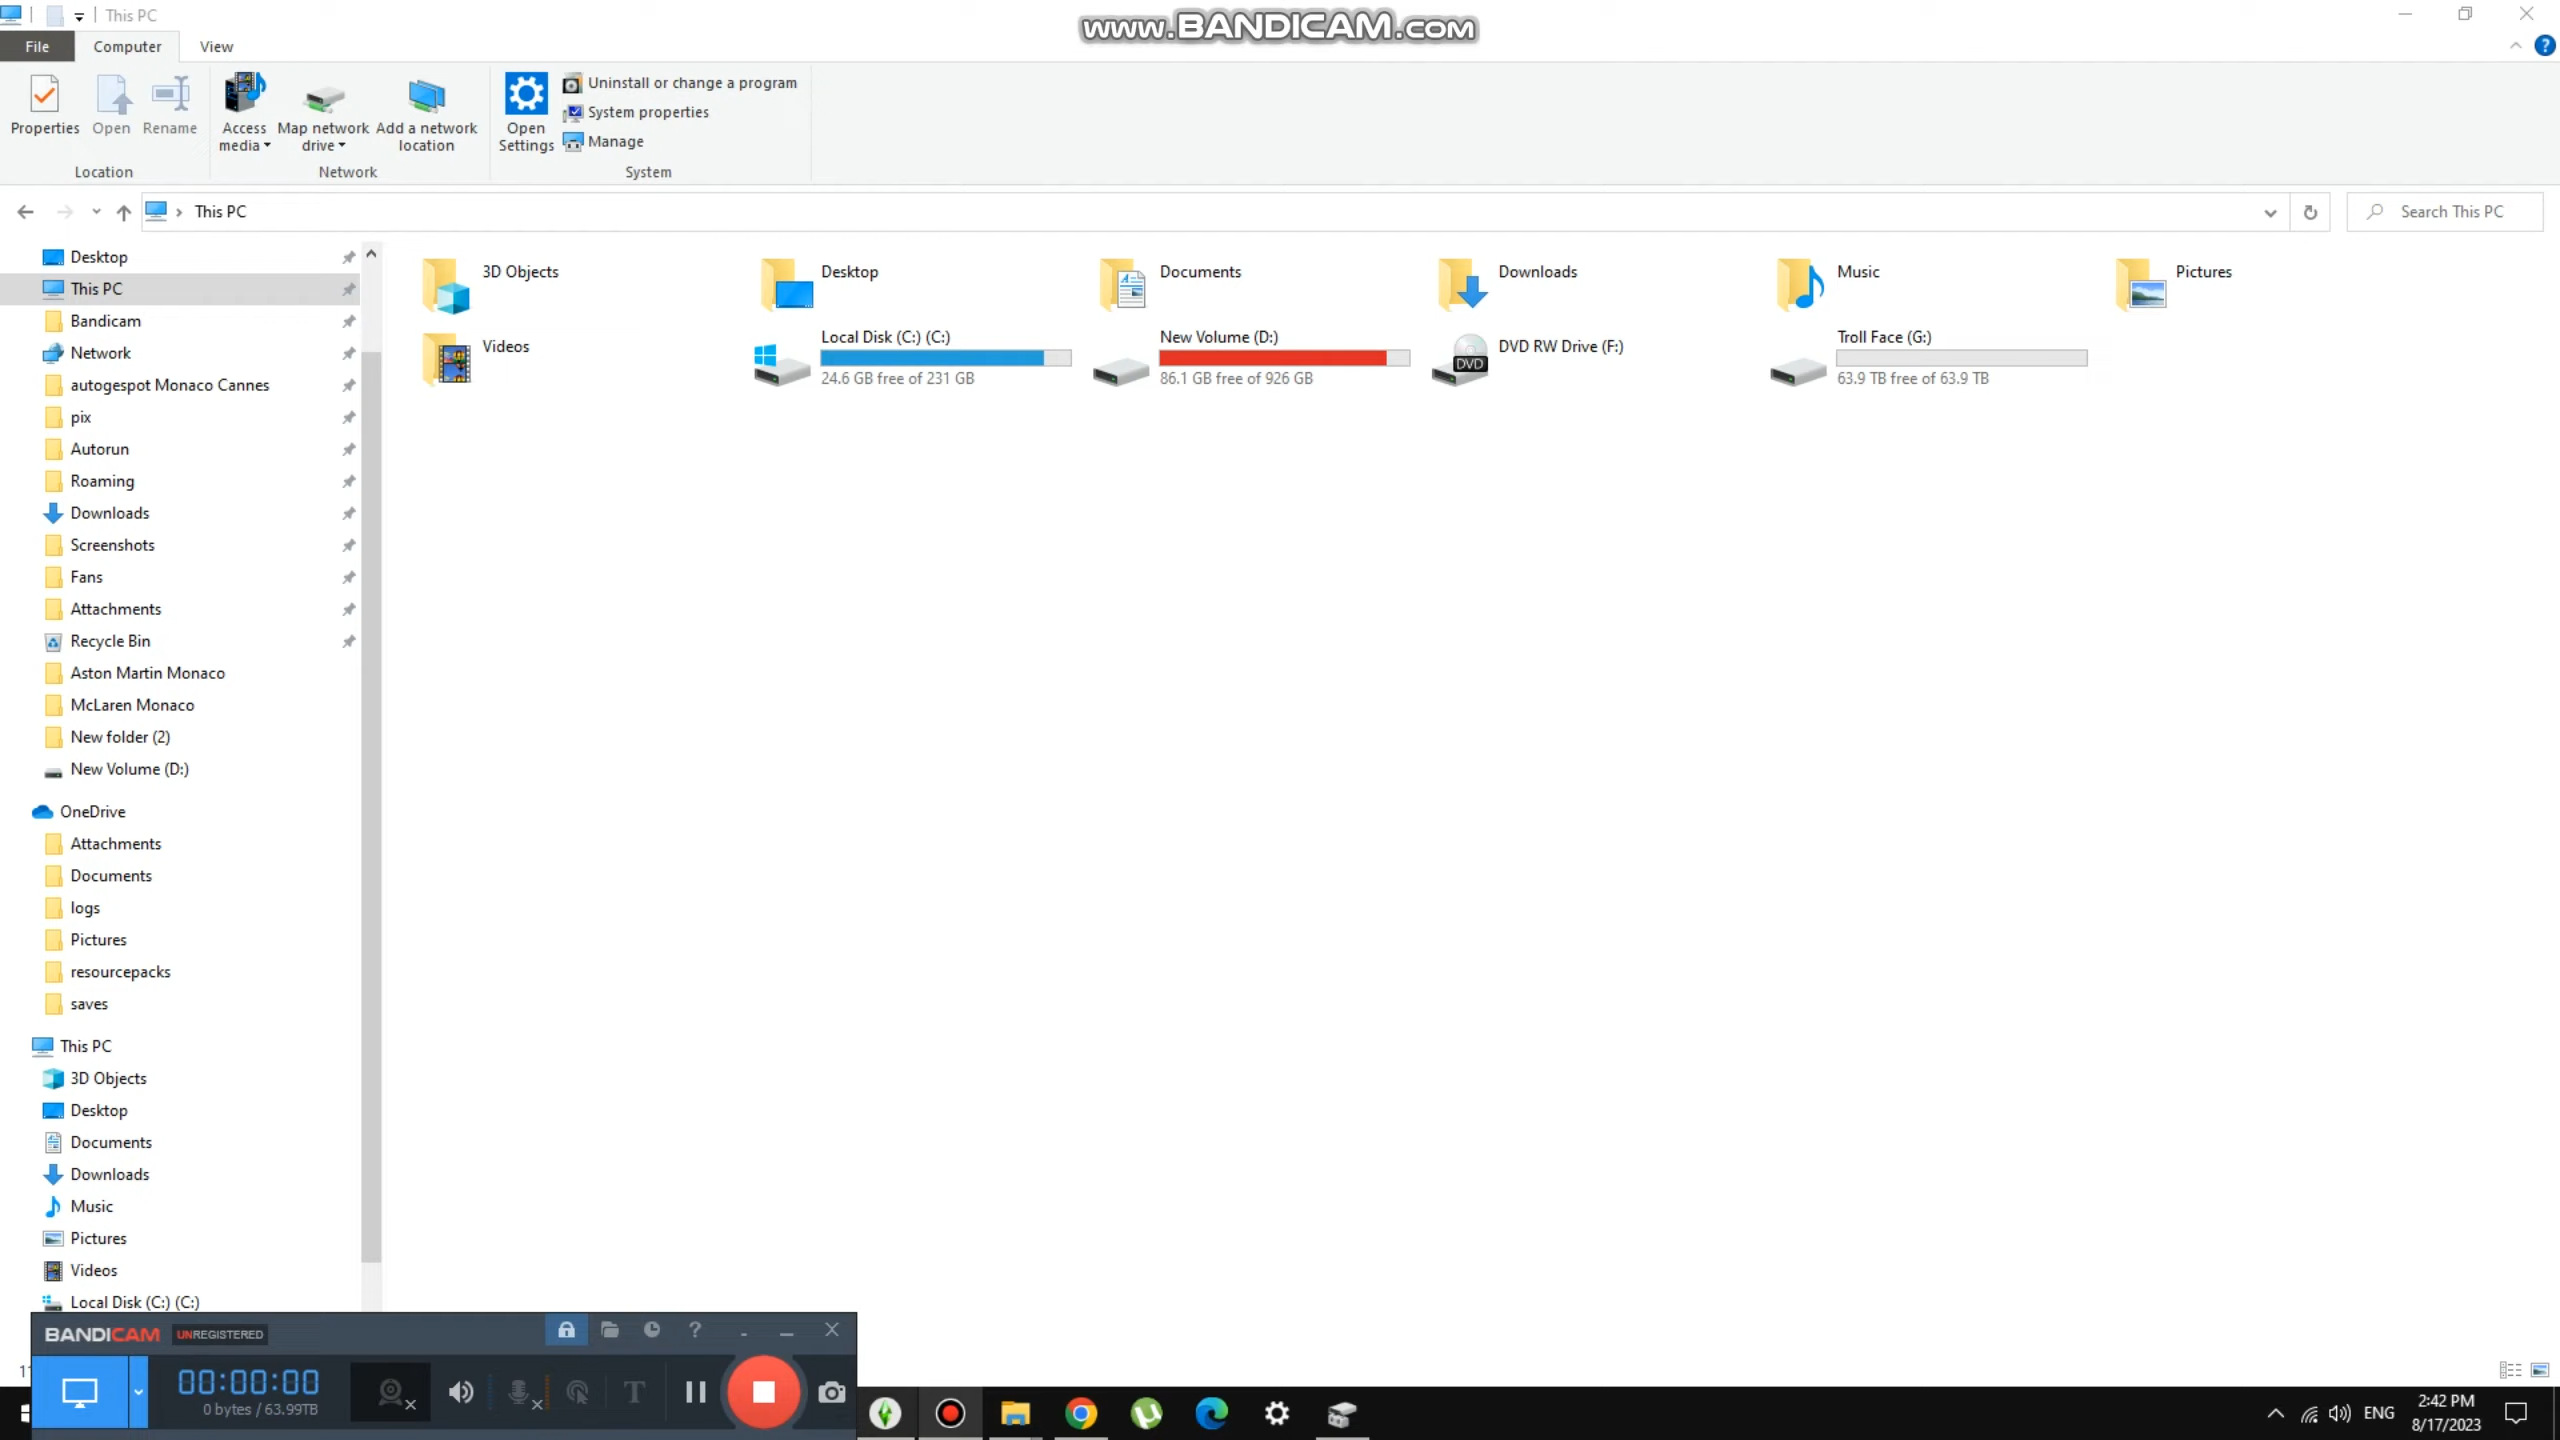 This PC
www.BANDICAM.com
File
Computer
View
Properties
Open
Rename
Access media
Map network drive
Add a network location
Open Settings
Uninstall or change a program
System properties
Manage
Location
Network
System
This PC
Search This PC
Desktop
This PC
Bandicam
Network
autogespot Monaco Cannes
pix
Autorun
Roaming
Downloads
Screenshots
Fans
Attachments
Recycle Bin
Aston Martin Monaco
McLaren Monaco
New folder (2)
New Volume (D:)
OneDrive
Attachments
Documents
logs
Pictures
resourcepacks
saves
This PC
3D Objects
Desktop
Documents
Downloads
Music
Pictures
Videos
Local Disk (C:) (C:)
3D Objects
Desktop
Documents
Downloads
Music
Pictures
Videos
Local Disk (C:) (C:)
24.6 GB free of 231 GB
New Volume (D:)
86.1 GB free of 926 GB
DVD RW Drive (F:)
DVD
Troll Face (G:)
63.9 TB free of 63.9 TB
BANDICAM UNREGISTERED
00:00:00
0 bytes / 63.99TB
T
ENG
2:42 PM
8/17/2023